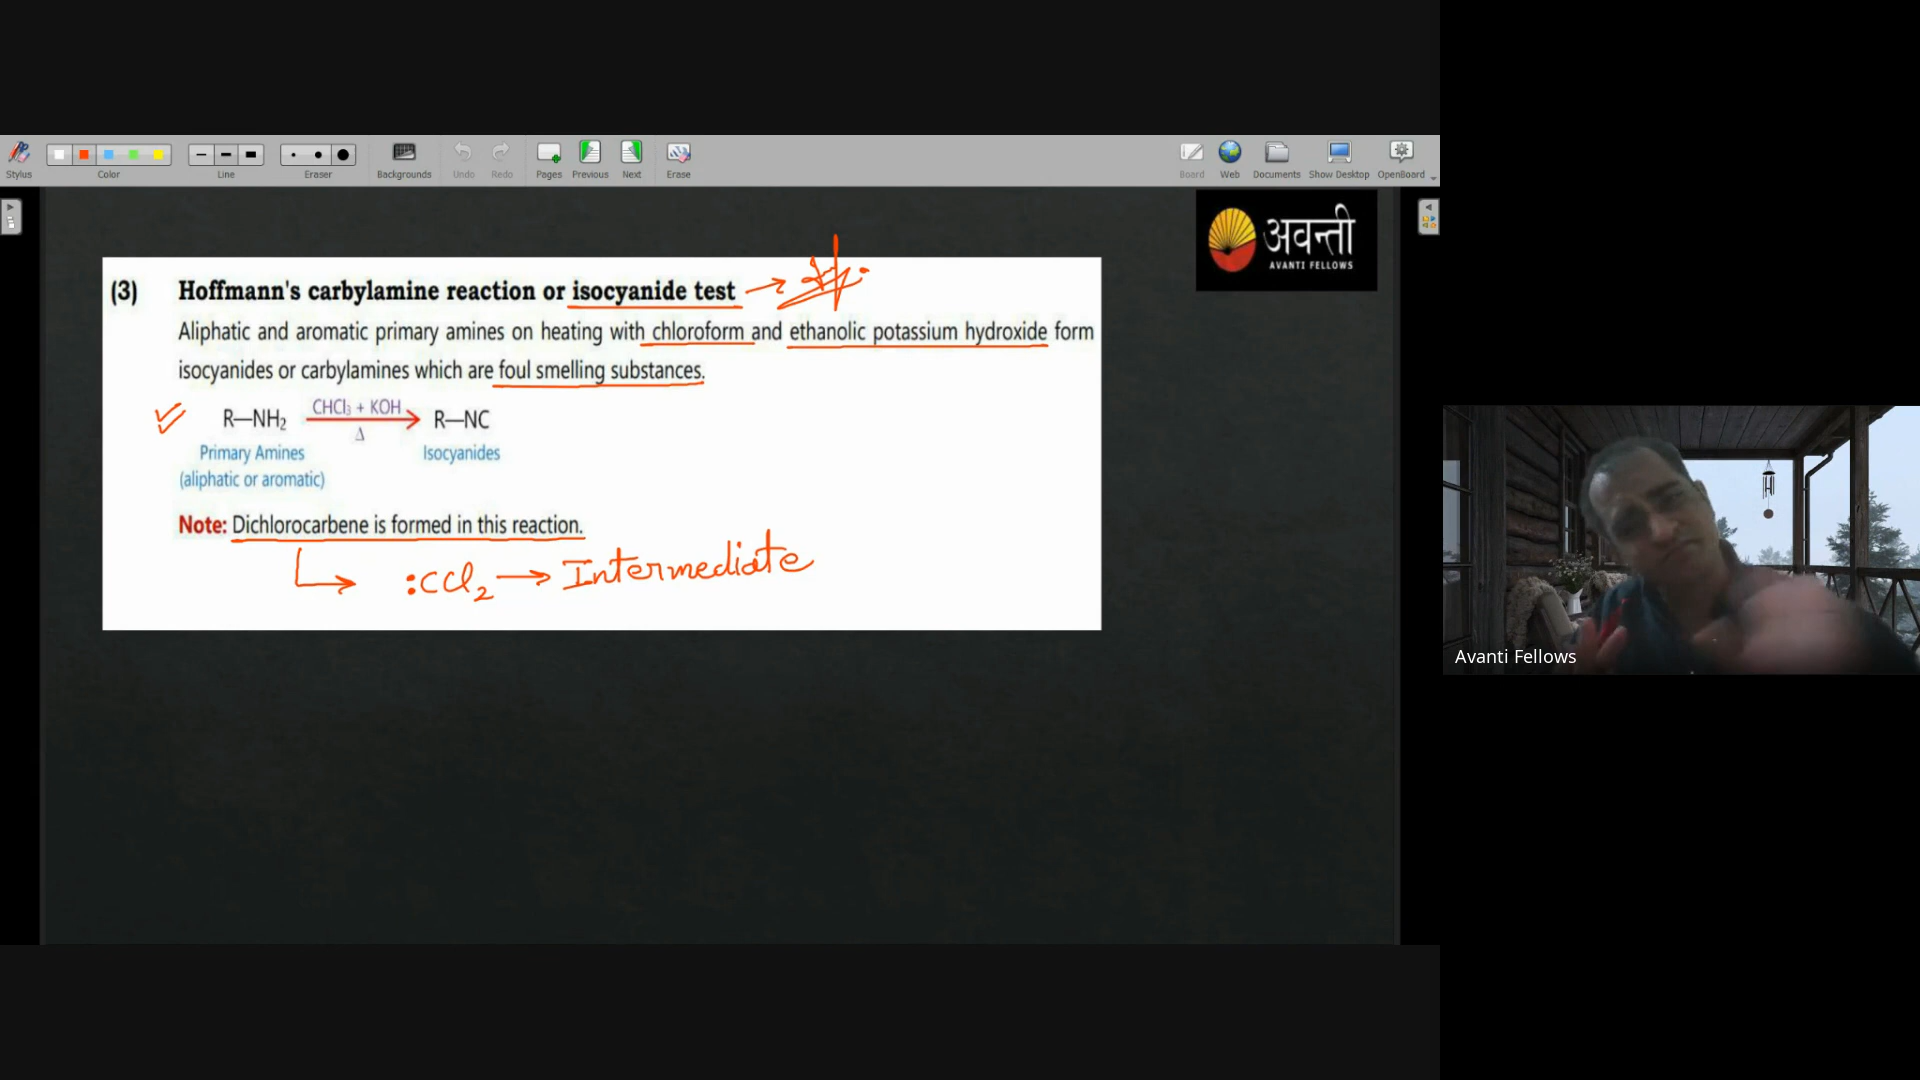 Stylus
Color
Line
Eraser
Backgrounds
Undo
Redo
Pages
Previous
Next
Erase
Board
Web
Documents
Show Desktop
OpenBoard
अवन्ती
AVANTI FELLOWS
(3) Hoffmann's carbylamine reaction or isocyanide test →
Aliphatic and aromatic primary amines on heating with chloroform and ethanolic potassium hydroxide form
isocyanides or carbylamines which are foul smelling substances.
R—NH₂ CHCl₃ + KOH Δ → R—NC
Primary Amines Isocyanides
(aliphatic or aromatic)
Note: Dichlorocarbene is formed in this reaction.
:CCl₂ → Intermediate
Avanti Fellows